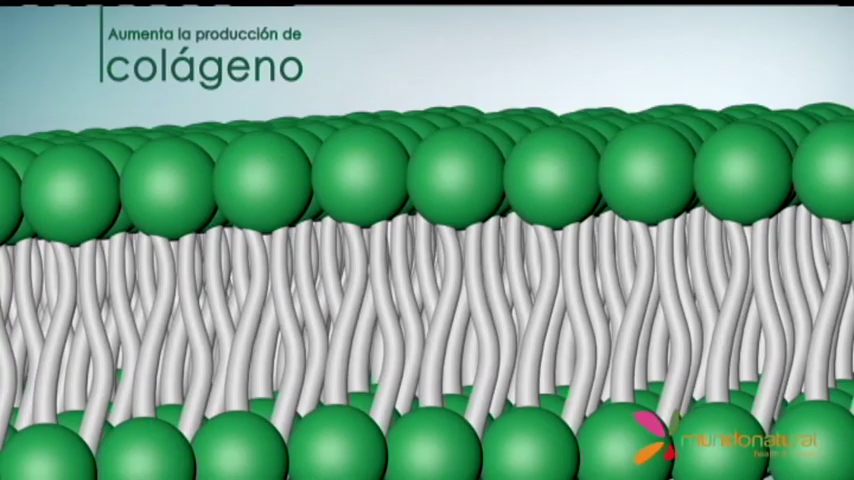 Aumenta la producción de
colágeno
mundonatural